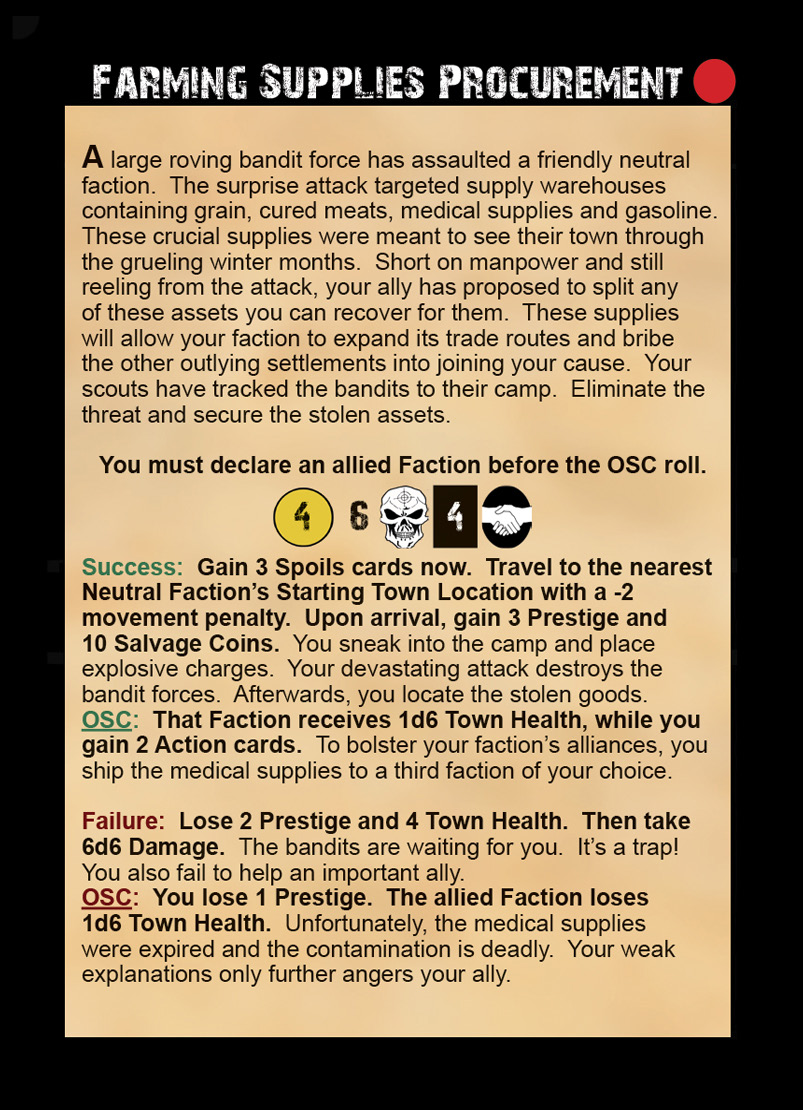 Farming Supplies Procurement
A large roving bandit force has assaulted a friendly neutral
faction.  The surprise attack targeted supply warehouses
containing grain, cured meats, medical supplies and gasoline.
These crucial supplies were meant to see their town through
the grueling winter months.  Short on manpower and still
reeling from the attack, your ally has proposed to split any
of these assets you can recover for them.  These supplies
will allow your faction to expand its trade routes and bribe
the other outlying settlements into joining your cause.  Your
scouts have tracked the bandits to their camp.  Eliminate the
threat and secure the stolen assets.
You must declare an allied Faction before the OSC roll.
4 6 4
Success:  Gain 3 Spoils cards now.  Travel to the nearest
Neutral Faction's Starting Town Location with a -2
movement penalty.  Upon arrival, gain 3 Prestige and
10 Salvage Coins.  You sneak into the camp and place
explosive charges.  Your devastating attack destroys the
bandit forces.  Afterwards, you locate the stolen goods.
OSC:  That Faction receives 1d6 Town Health, while you
gain 2 Action cards.  To bolster your faction's alliances, you
ship the medical supplies to a third faction of your choice.
Failure:  Lose 2 Prestige and 4 Town Health.  Then take
6d6 Damage.  The bandits are waiting for you.  It's a trap!
You also fail to help an important ally.
OSC:  You lose 1 Prestige.  The allied Faction loses
1d6 Town Health.  Unfortunately, the medical supplies
were expired and the contamination is deadly.  Your weak
explanations only further angers your ally.